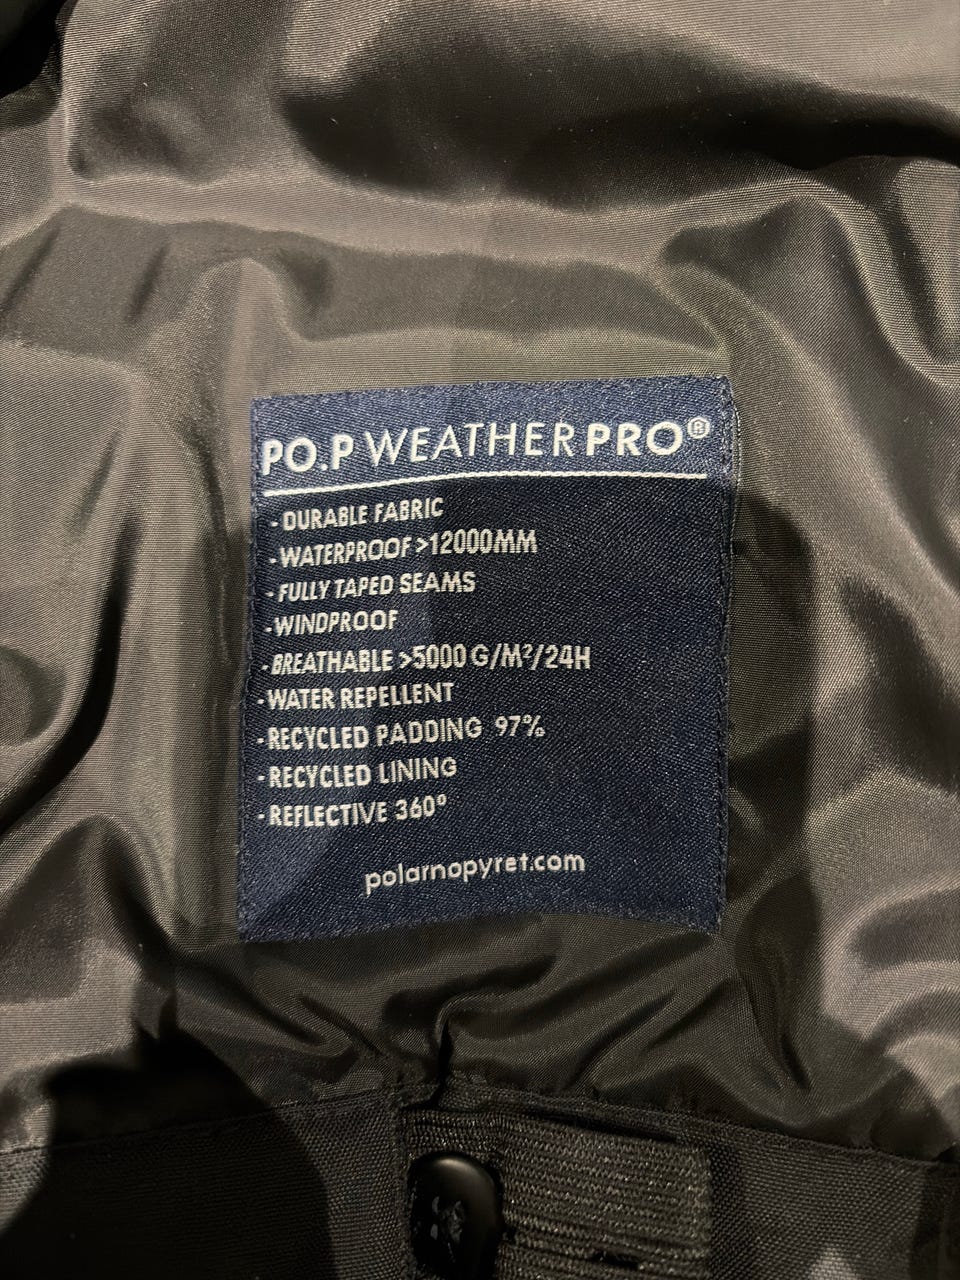 PO.P WEATHERPRO®
- DURABLE FABRIC
- WATERPROOF >12000MM
- FULLY TAPED SEAMS
- WINDPROOF
- BREATHABLE >5000 G/M²/24H
- WATER REPELLENT
- RECYCLED PADDING 97%
- RECYCLED LINING
- REFLECTIVE 360°
polarnopyret.com